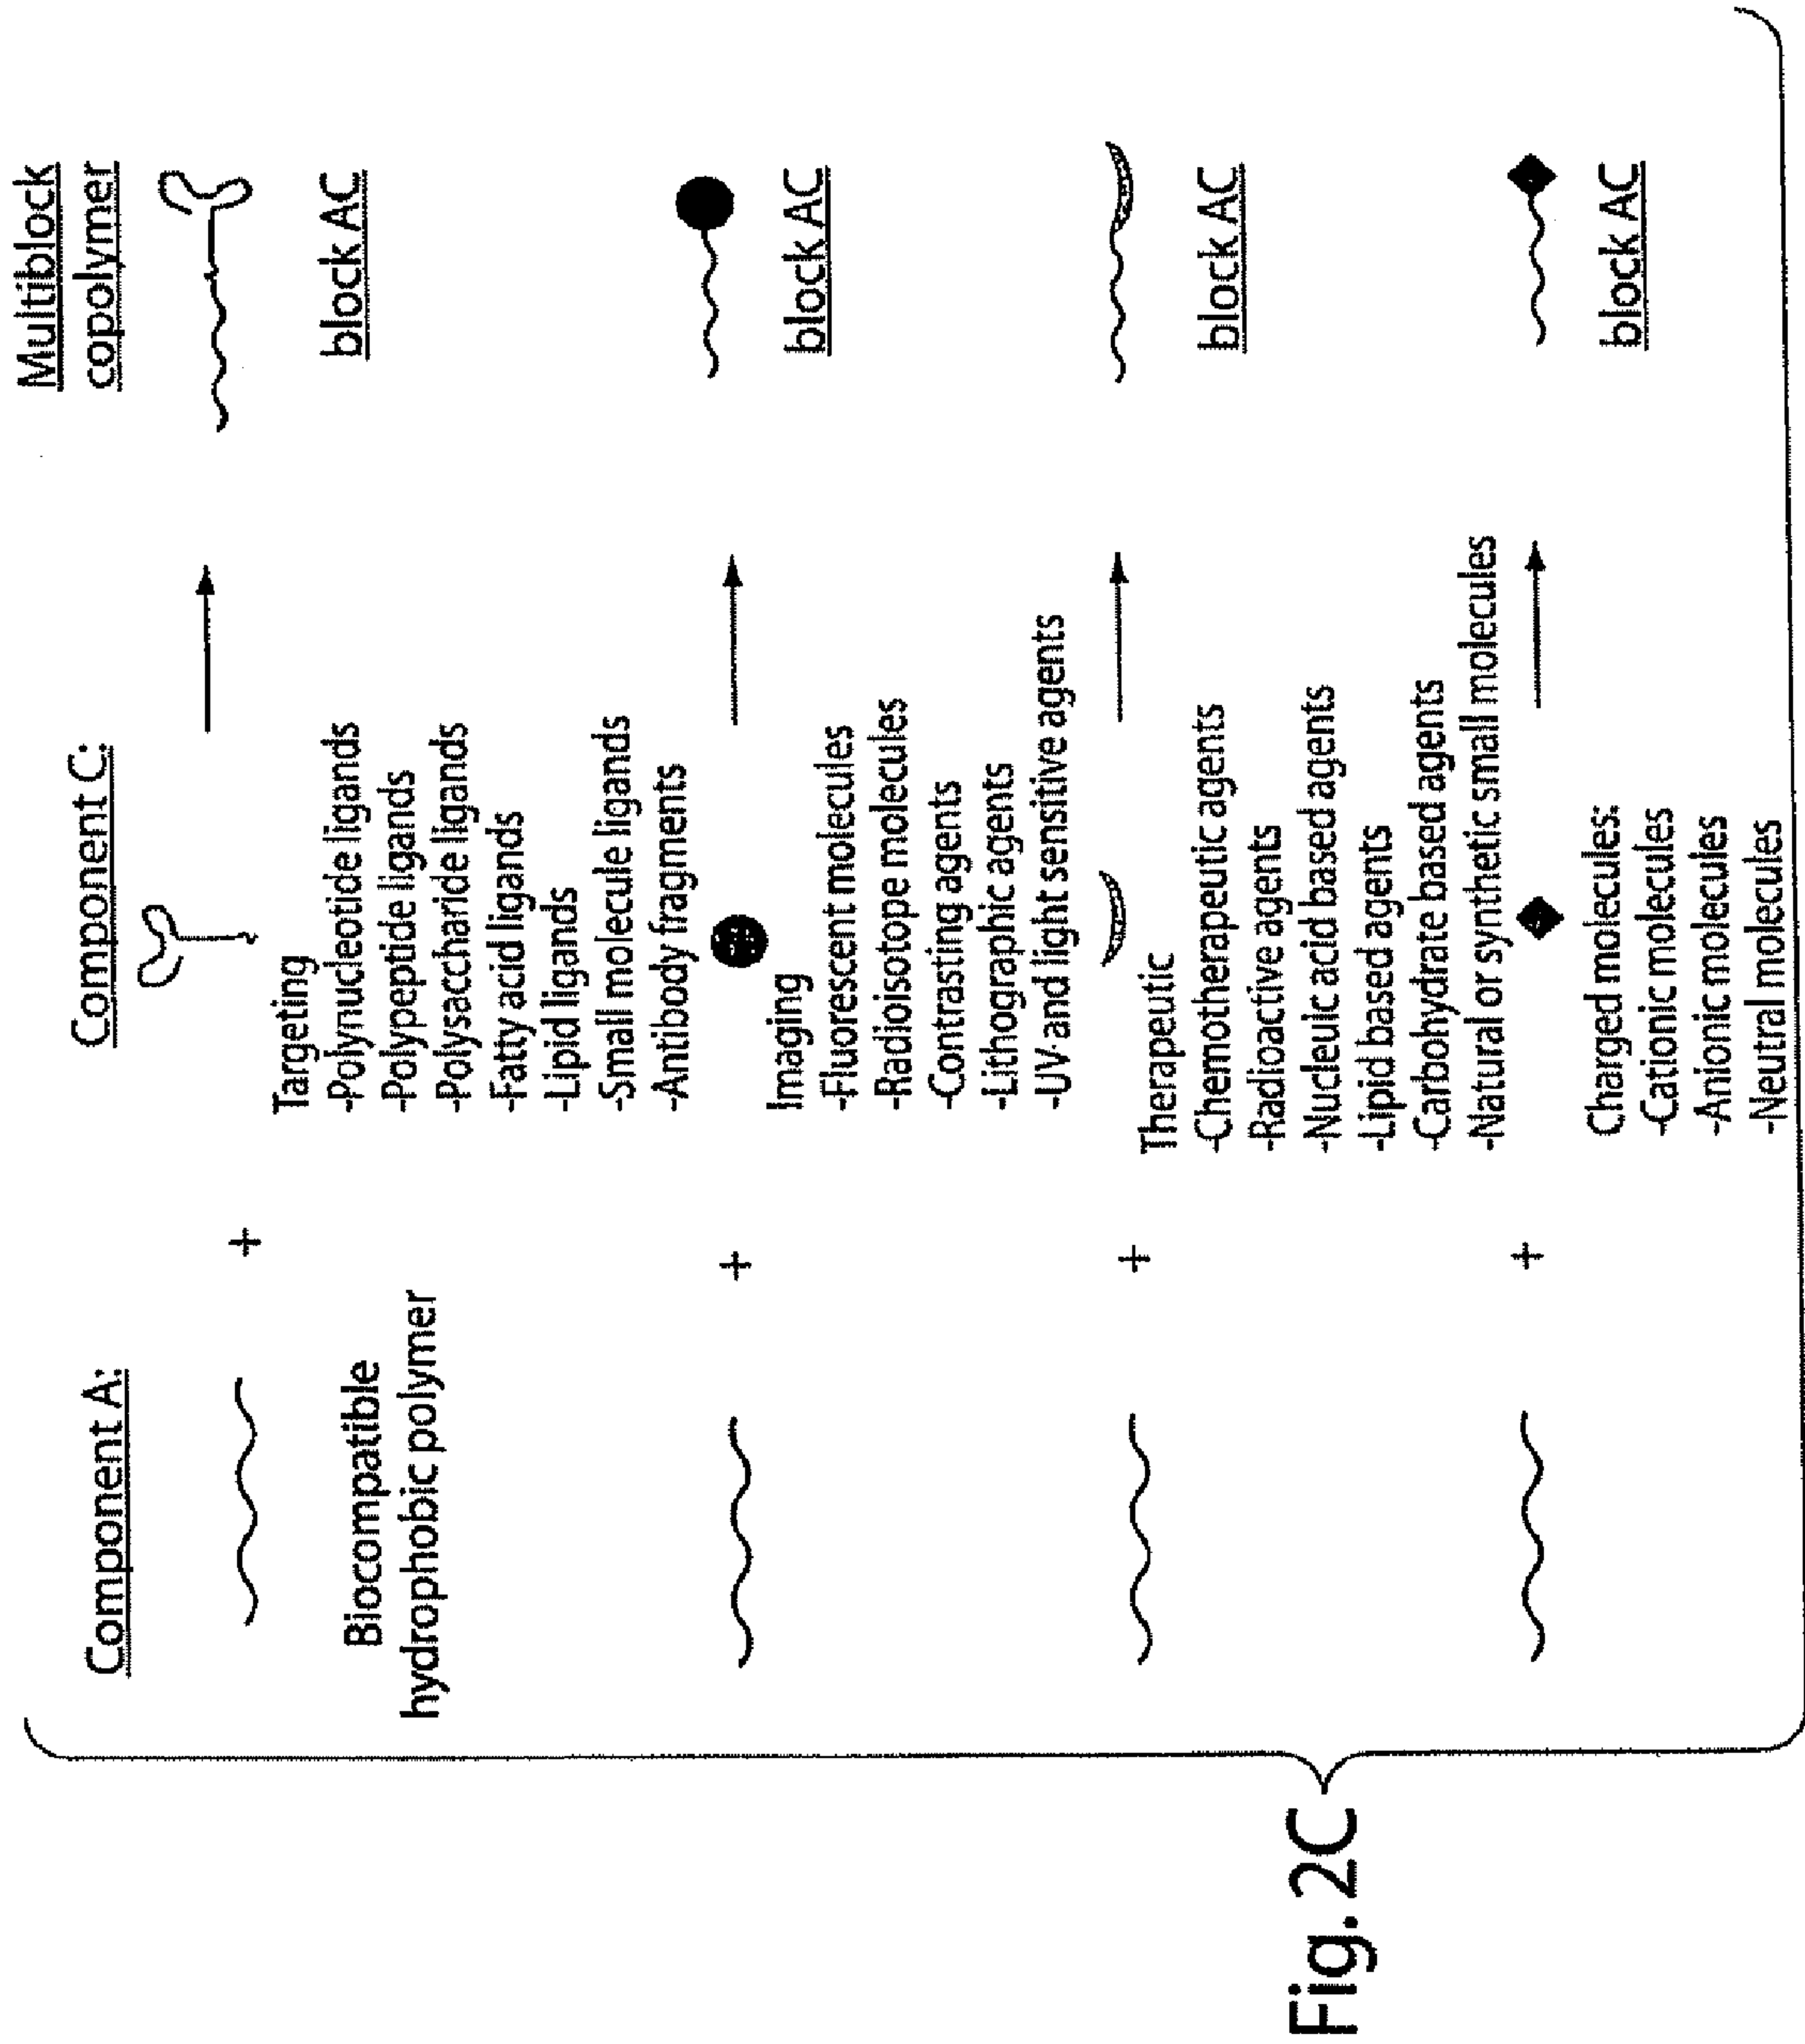 Component A:
Component C:
Multiblock
copolymer
+
Biocompatible
hydrophobic polymer
Targeting
-Polynucleotide ligands
-Polypeptide ligands
-Polysaccharide ligands
-Fatty acid ligands
-Lipid ligands
-Small molecule ligands
-Antibody fragments
block AC
+
Imaging
-Fluorescent molecules
-Radioisotope molecules
-Contrasting agents
-Lithographic agents
-UV and light sensitive agents
block AC
+
Therapeutic
-Chemotherapeutic agents
-Radioactive agents
-Nucleuic acid based agents
-Lipid based agents
-Carbohydrate based agents
-Natural or synthetic small molecules
block AC
+
Charged molecules:
-Cationic molecules
-Anionic molecules
-Neutral molecules
block AC
Fig. 2C